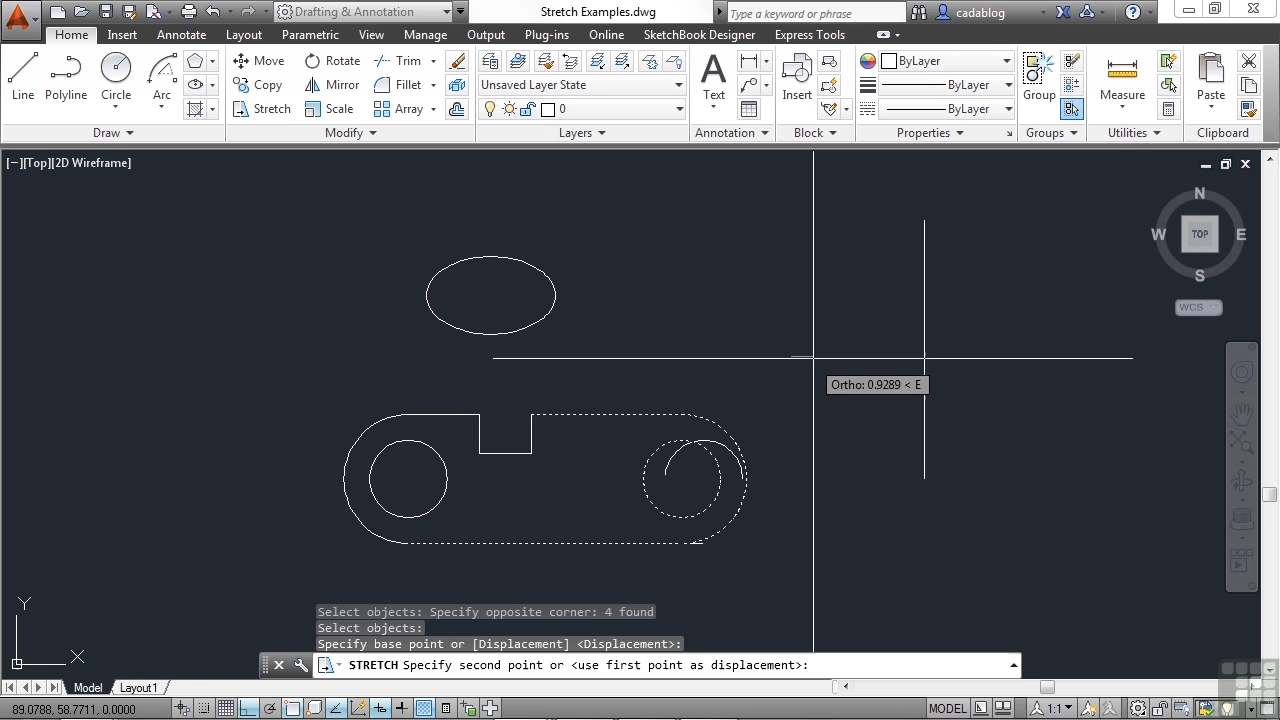 Drafting & Annotation
Stretch Examples.dwg
Type a keyword or phrase
cadablog
Home Insert Annotate Layout Parametric View Manage Output Plug-ins Online SketchBook Designer Express Tools
Line Polyline Circle Arc
Move Rotate Trim
Copy Mirror Fillet
Stretch Scale Array
Unsaved Layer State
0
Text
Insert
ByLayer
ByLayer
ByLayer
Group
Measure
Paste
Draw Modify Layers Annotation Block Properties Groups Utilities Clipboard
[−][Top][2D Wireframe]
N
W TOP E
S
WCS
Ortho: 0.9289 < E
Y
X
Select objects: Specify opposite corner: 4 found
Select objects:
Specify base point or [Displacement] <Displacement>:
STRETCH Specify second point or <use first point as displacement>:
Model Layout1
89.0788, 58.7711, 0.0000
MODEL
1:1